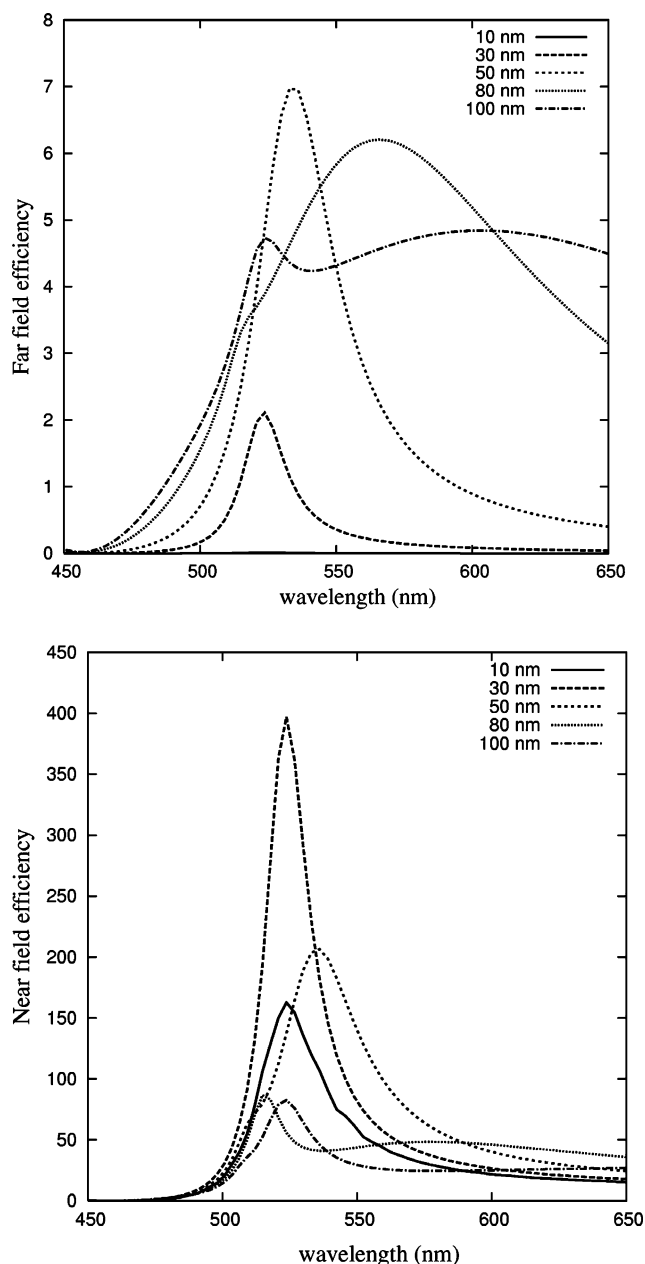 8
7
6
5
4
3
2
1
0
Far field efficiency
10 nm
30 nm
50 nm
80 nm
100 nm
450 500 550 600 650
wavelength (nm)
450
400
350
300
250
200
150
100
50
0
Near field efficiency
10 nm
30 nm
50 nm
80 nm
100 nm
450 500 550 600 650
wavelength (nm)